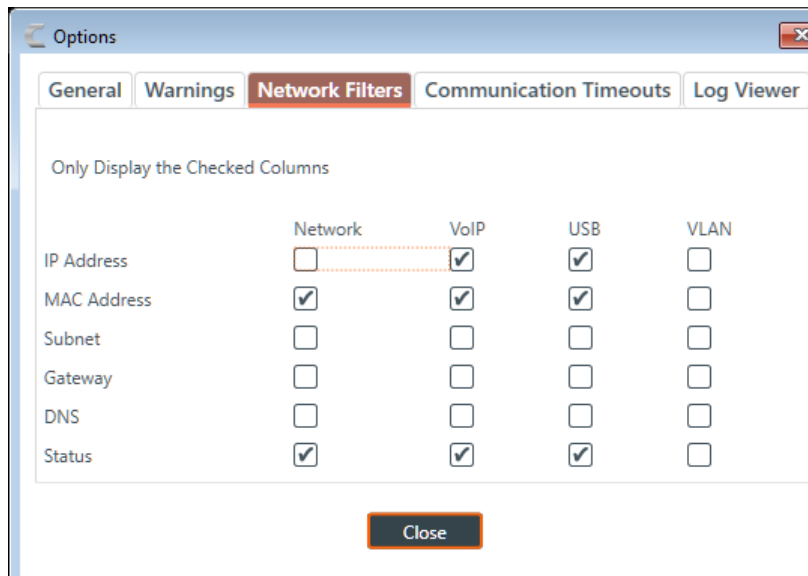 Options
General Warnings Network Filters Communication Timeouts Log Viewer
Only Display the Checked Columns
Network VoIP USB VLAN
IP Address
MAC Address
Subnet
Gateway
DNS
Status
Close